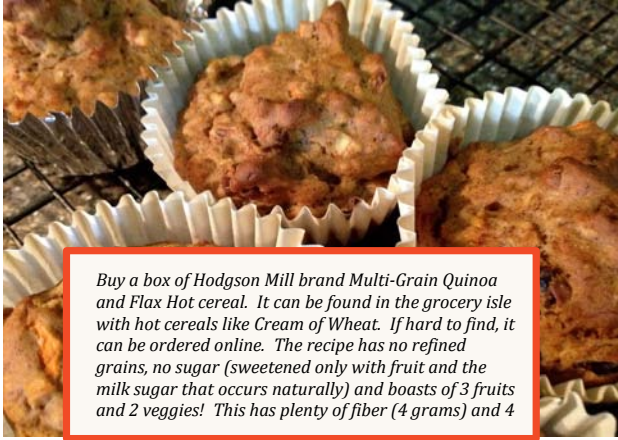 Buy a box of Hodgson Mill brand Multi-Grain Quinoa
and Flax Hot cereal.  It can be found in the grocery isle
with hot cereals like Cream of Wheat.  If hard to find, it
can be ordered online.  The recipe has no refined
grains, no sugar (sweetened only with fruit and the
milk sugar that occurs naturally) and boasts of 3 fruits
and 2 veggies!  This has plenty of fiber (4 grams) and 4